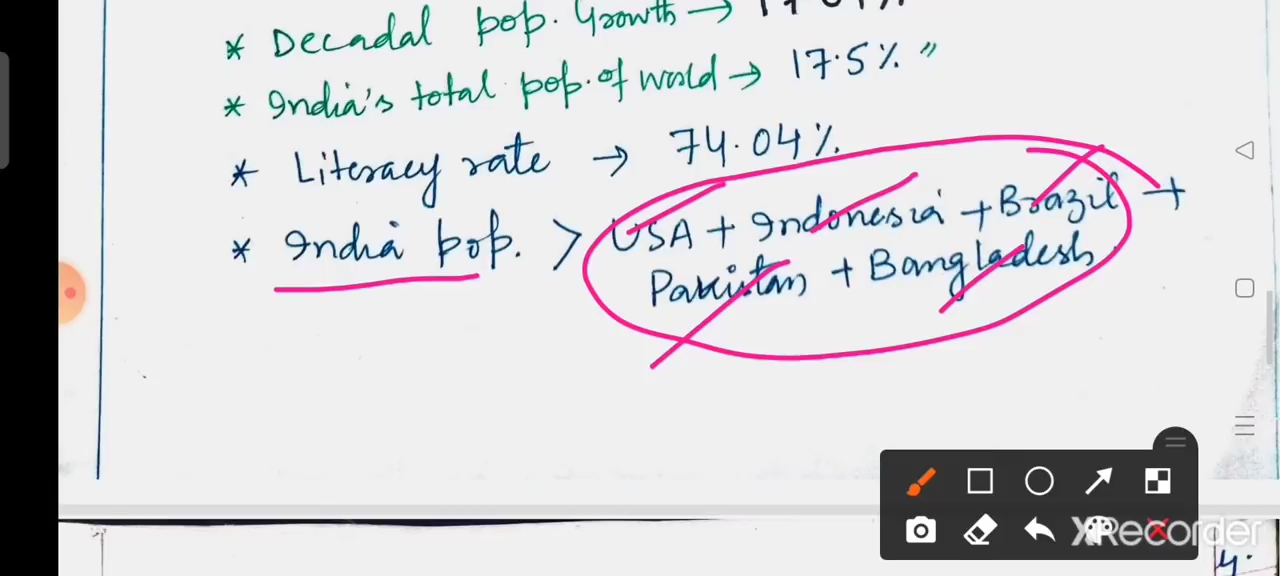 * Decadal pop. Growth →
* India's total pop. of world → 17.5% "
* Literacy rate → 74.04%
* India pop. > USA + Indonesia + Brazil +
Pakistan + Bangladesh
XRecorder
4.